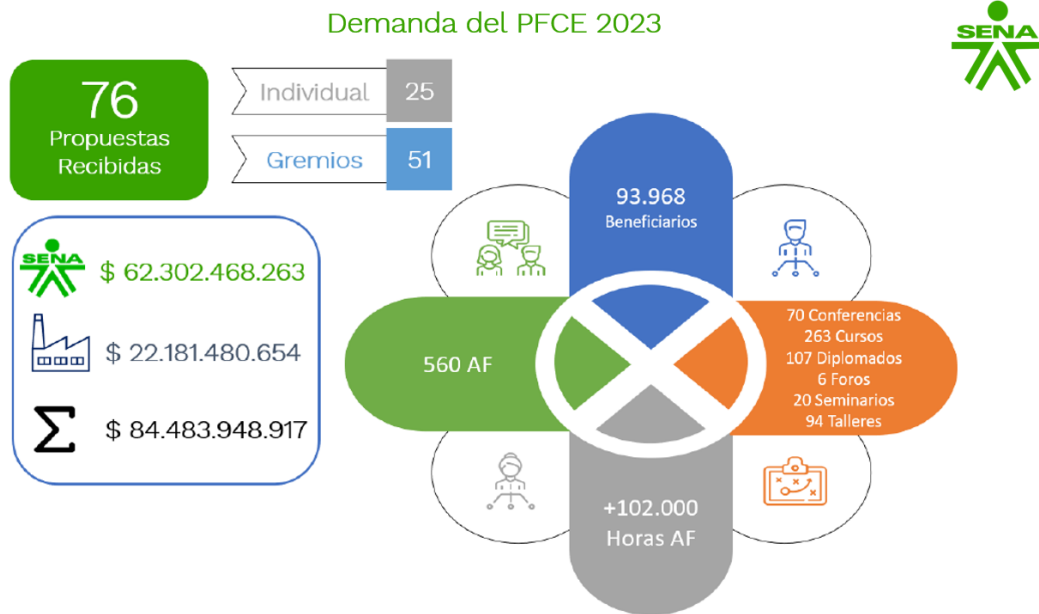 Demanda del PFCE 2023
SENA
76
Propuestas
Recibidas
Individual 25
Gremios 51
SENA
$ 62.302.468.263
$ 22.181.480.654
Σ $ 84.483.948.917
93.968
Beneficiarios
560 AF
70 Conferencias
263 Cursos
107 Diplomados
6 Foros
20 Seminarios
94 Talleres
+102.000
Horas AF